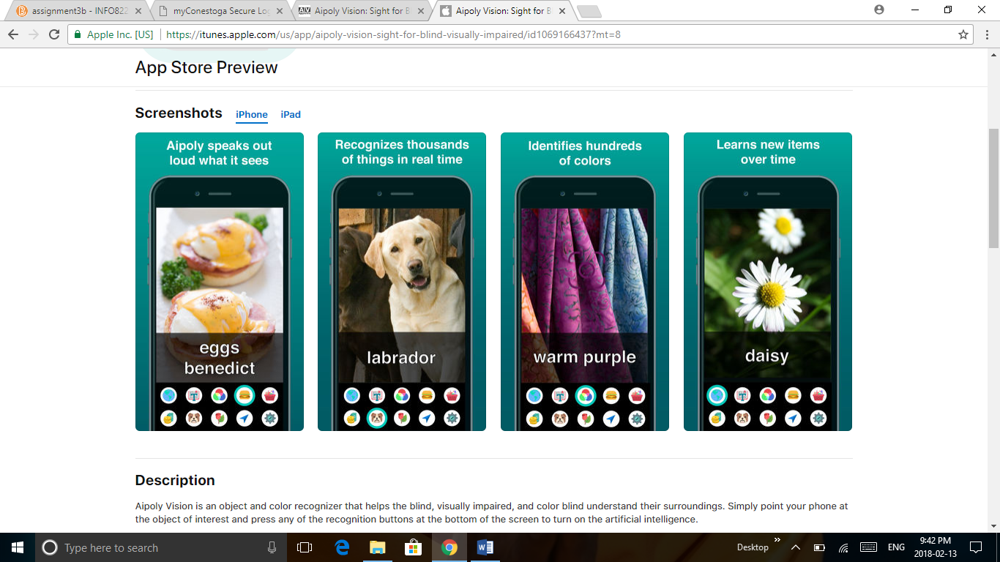 assignment3b - INFO822
myConestoga Secure Log
Aipoly Vision: Sight for B
Aipoly Vision: Sight for B
Apple Inc. [US]
https://itunes.apple.com/us/app/aipoly-vision-sight-for-blind-visually-impaired/id1069166437?mt=8
App Store Preview
Screenshots iPhone iPad
Aipoly speaks out
loud what it sees
eggs
benedict
Recognizes thousands
of things in real time
labrador
Identifies hundreds
of colors
warm purple
Learns new items
over time
daisy
Description
Aipoly Vision is an object and color recognizer that helps the blind, visually impaired, and color blind understand their surroundings. Simply point your phone at
the object of interest and press any of the recognition buttons at the bottom of the screen to turn on the artificial intelligence.
Type here to search
Desktop
ENG
9:42 PM
2018-02-13